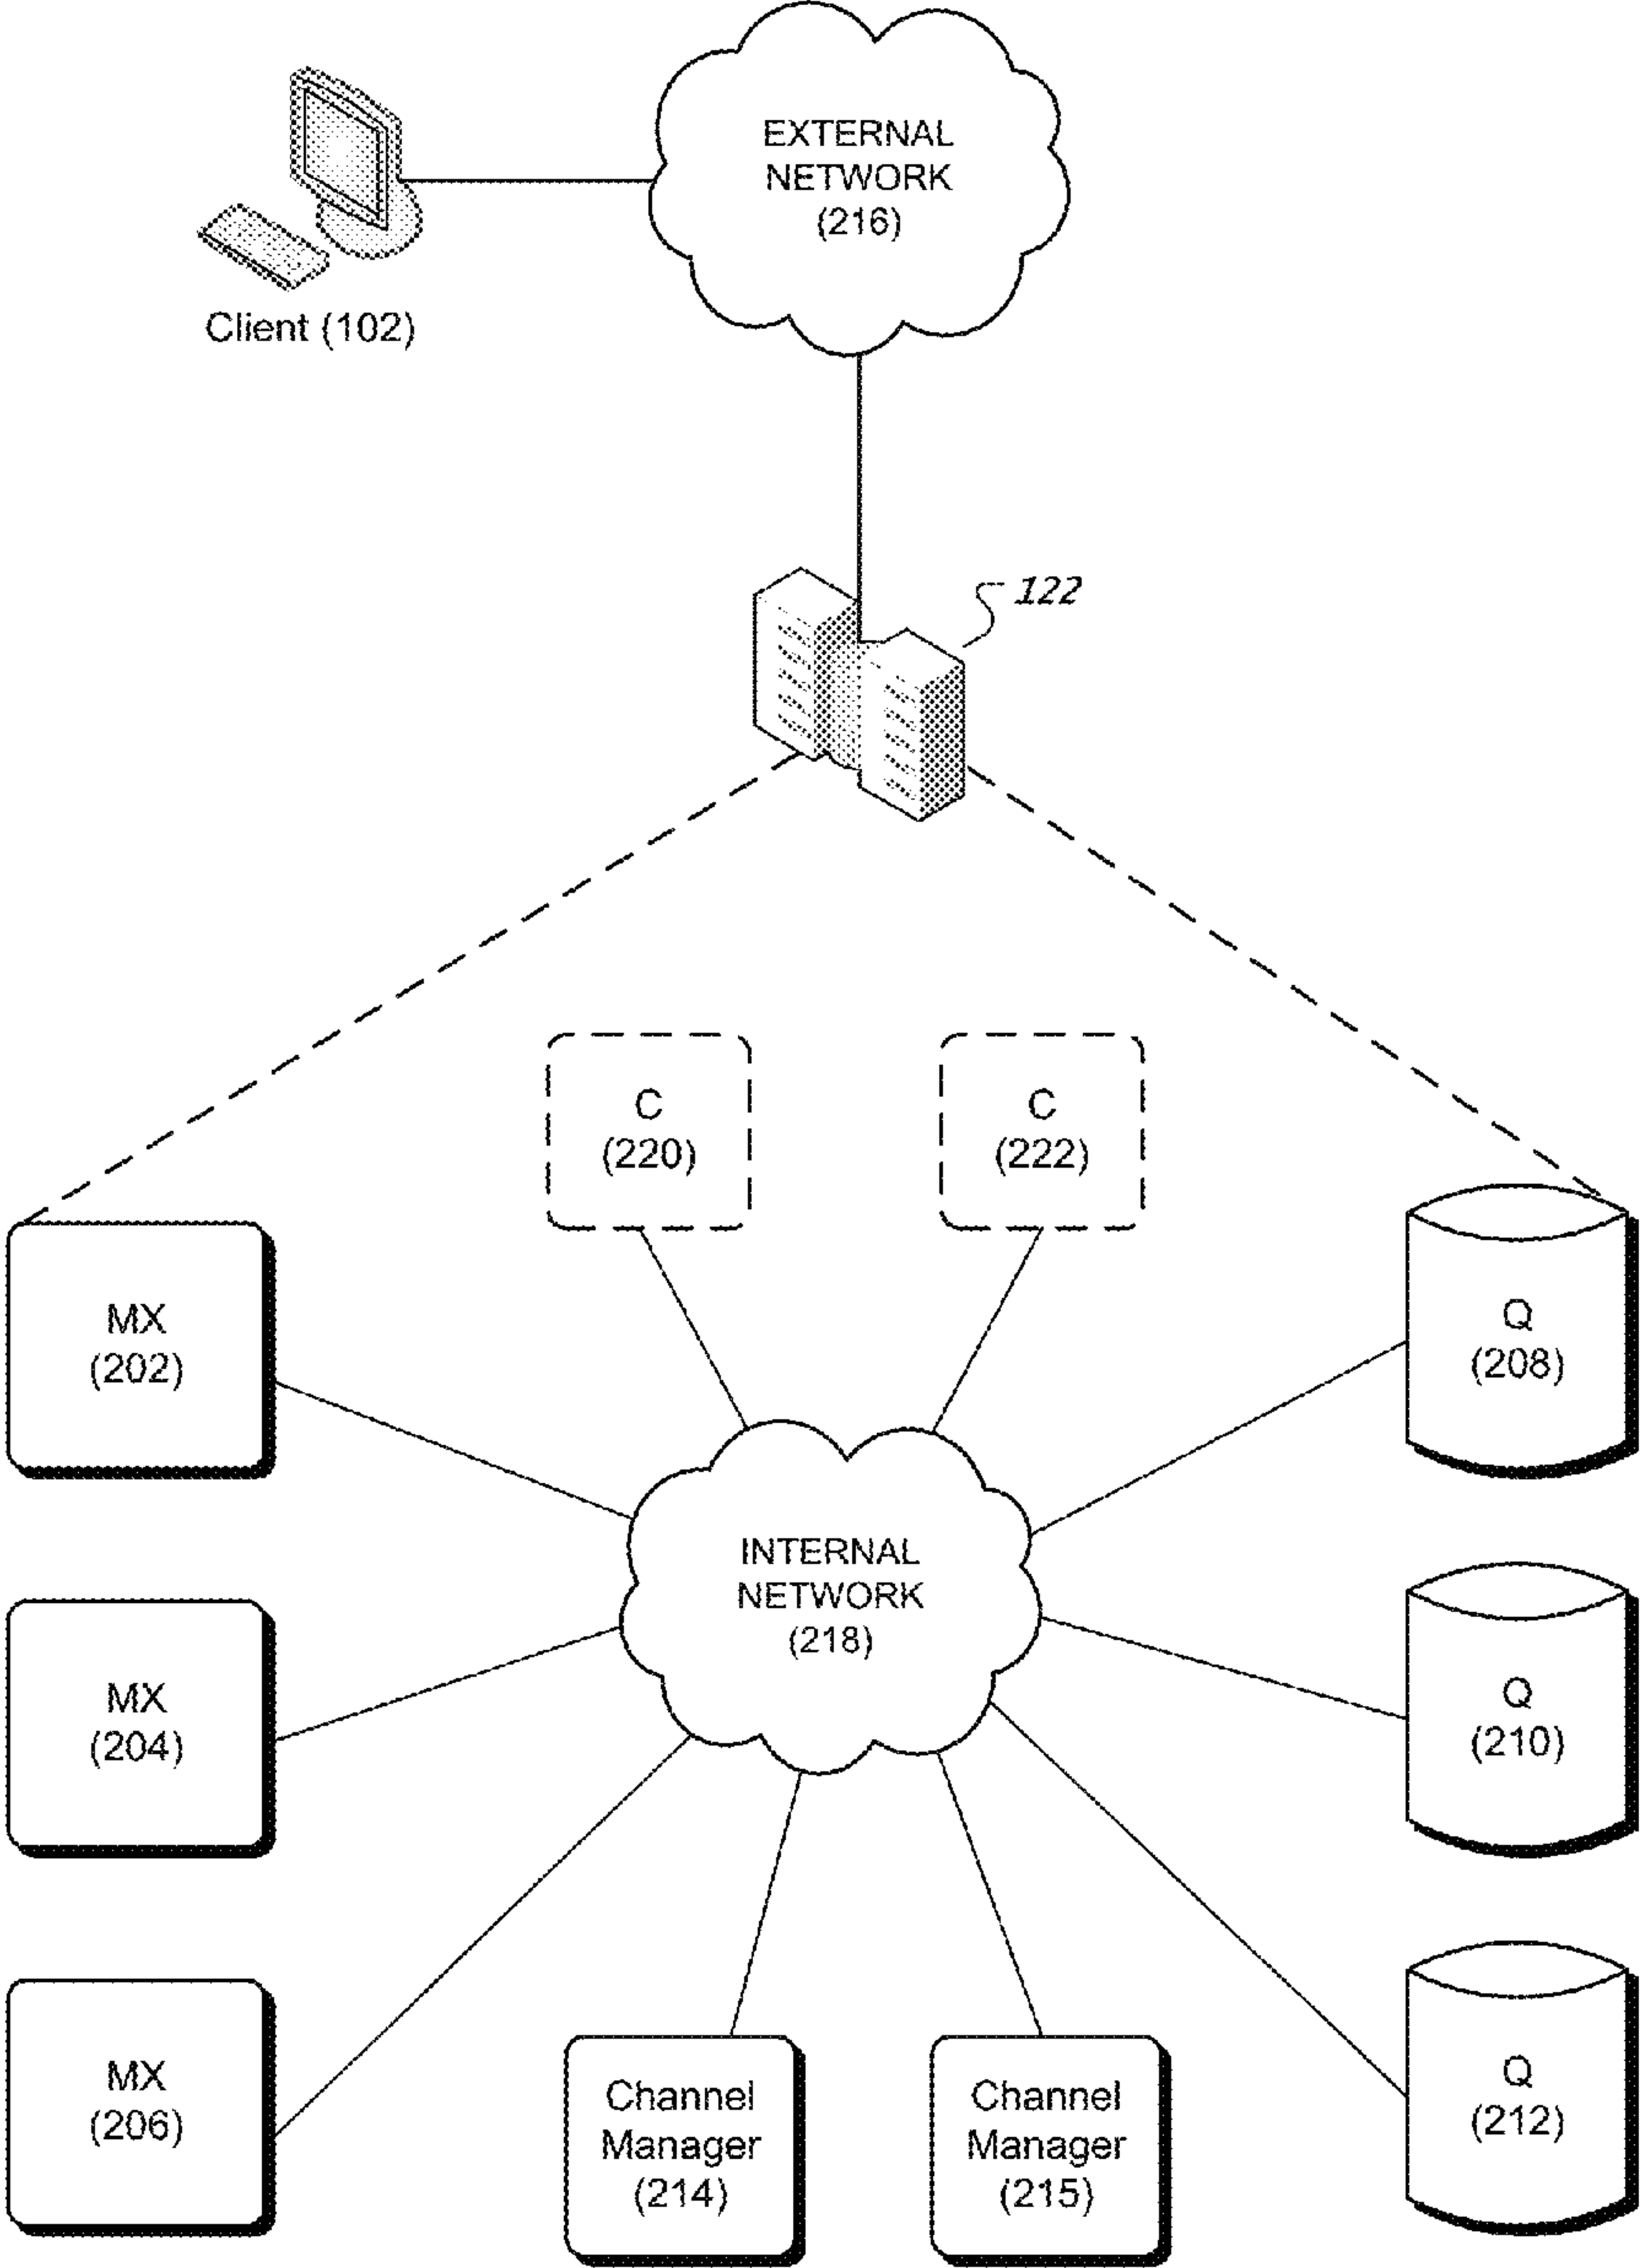 EXTERNAL
NETWORK
(216)
Client (102)
122
C
(220)
C
(222)
MX
(202)
Q
(208)
INTERNAL
NETWORK
(218)
MX
(204)
Q
(210)
MX
(206)
Channel
Manager
(214)
Channel
Manager
(215)
Q
(212)